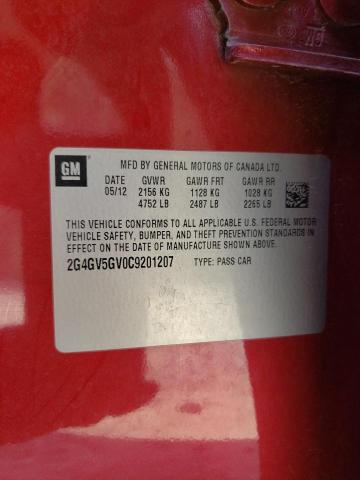 GM
MFD BY GENERAL MOTORS OF CANADA LTD.
DATE GVWR GAWR FRT GAWR RR
05/12 2156 KG 1128 KG 1028 KG
4752 LB 2487 LB 2265 LB
THIS VEHICLE CONFORMS TO ALL APPLICABLE U.S. FEDERAL MOTOR
VEHICLE SAFETY, BUMPER, AND THEFT PREVENTION STANDARDS IN
EFFECT ON THE DATE OF MANUFACTURE SHOWN ABOVE.
2G4GV5GV0C9201207 TYPE: PASS CAR